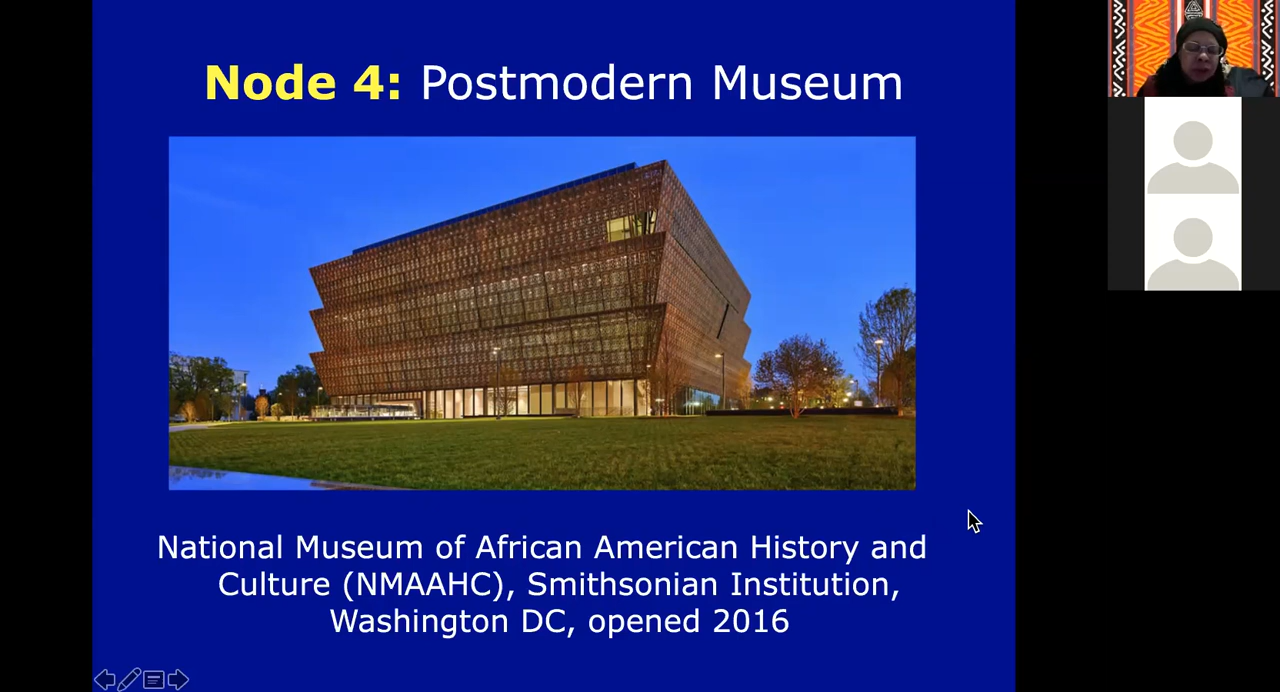 Node 4: Postmodern Museum
National Museum of African American History and
Culture (NMAAHC), Smithsonian Institution,
Washington DC, opened 2016